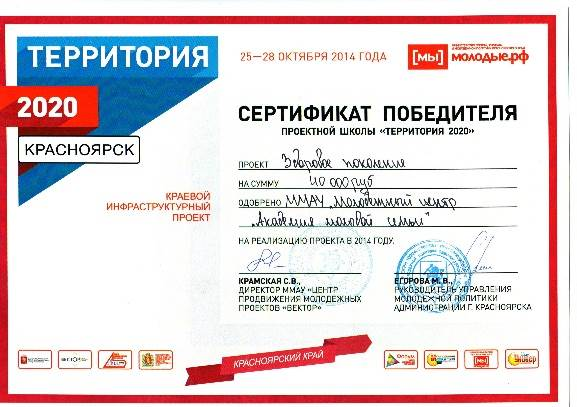 ТЕРРИТОРИЯ
2020
КРАСНОЯРСК
25—28 ОКТЯБРЯ 2014 ГОДА
[МЫ] МОЛОДЫЕ.РФ
КРАЕВОЙ
ИНФРАСТРУКТУРНЫЙ
ПРОЕКТ
СЕРТИФИКАТ ПОБЕДИТЕЛЯ
ПРОЕКТНОЙ ШКОЛЫ «ТЕРРИТОРИЯ 2020»
ПРОЕКТ Здоровое поколение
НА СУММУ 40 000 руб
ОДОБРЕНО ММАУ „Молодежный центр
„Академия молодой семьи"
НА РЕАЛИЗАЦИЮ ПРОЕКТА В 2014 ГОДУ.
КРАМСКАЯ С.В.,
ДИРЕКТОР ММАУ «ЦЕНТР
ПРОДВИЖЕНИЯ МОЛОДЕЖНЫХ
ПРОЕКТОВ «ВЕКТОР»
ЕГОРОВА М.В.,
РУКОВОДИТЕЛЬ УПРАВЛЕНИЯ
МОЛОДЕЖНОЙ ПОЛИТИКИ
АДМИНИСТРАЦИИ Г. КРАСНОЯРСКА
КРАСНОЯРСКИЙ КРАЙ